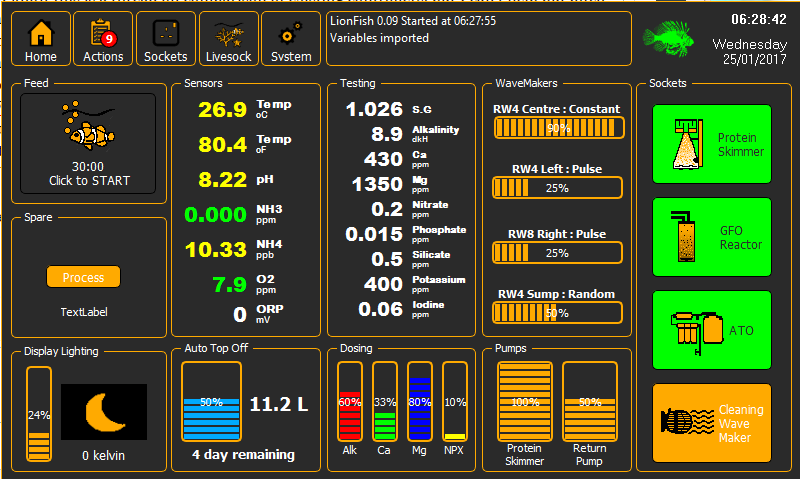 Home
Actions
9
Sockets
Livesock
System
LionFish 0.09 Started at 06:27:55
Variables imported
06:28:42
Wednesday
25/01/2017
Feed
30:00
Click to START
Spare
Process
TextLabel
Display Lighting
24%
0 kelvin
Sensors
26.9 Temp oC
80.4 Temp oF
8.22 pH
0.000 NH3 ppm
10.33 NH4 ppb
7.9 O2 ppm
0 ORP mV
Auto Top Off
50%
11.2 L
4 day remaining
Testing
1.026 S.G
8.9 Alkalinity dkH
430 Ca ppm
1350 Mg ppm
0.2 Nitrate ppm
0.015 Phosphate ppm
0.5 Silicate ppm
400 Potassium ppm
0.06 Iodine ppm
Dosing
60% 33% 80% 10%
Alk Ca Mg NPX
WaveMakers
RW4 Centre : Constant
90%
RW4 Left : Pulse
25%
RW8 Right : Pulse
25%
RW4 Sump : Random
50%
Pumps
100% 50%
Protein Skimmer
Return Pump
Sockets
Protein
Skimmer
GFO
Reactor
ATO
Cleaning
Wave
Maker